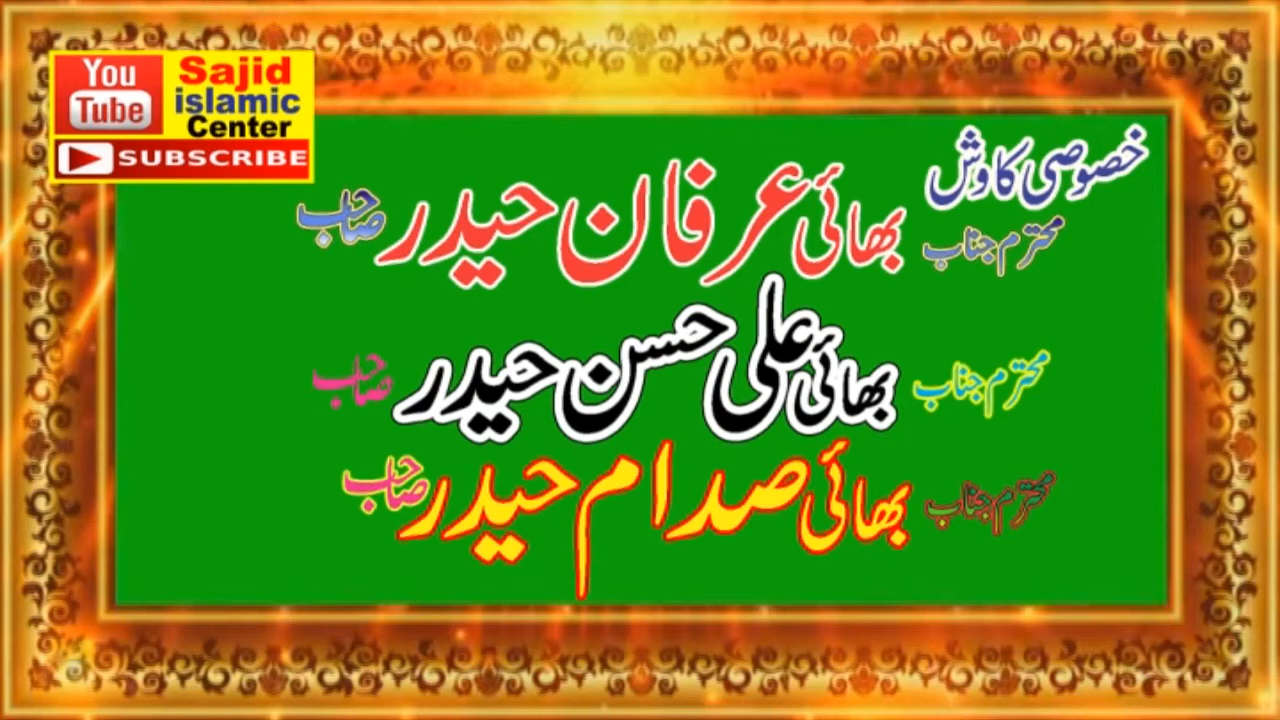 You
Tube
Sajid
islamic
Center
SUBSCRIBE
خصوصی کاوش
محترم جناب بھائی عرفان حیدر صاحب
محترم جناب بھائی علی حسن حیدر صاحب
محترم جناب بھائی صدام حیدر صاحب